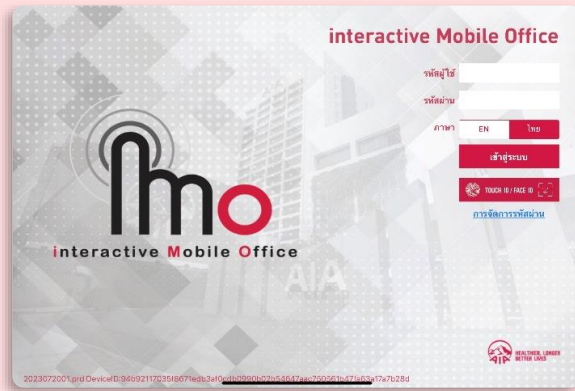 interactive Mobile Office
รหัสผู้ใช้
รหัสผ่าน
ภาษา EN ไทย
เข้าสู่ระบบ
TOUCH ID / FACE ID
การจัดการรหัสผ่าน
imo
interactive Mobile Office
AIA
AIA HEALTHIER, LONGER
BETTER LIVES